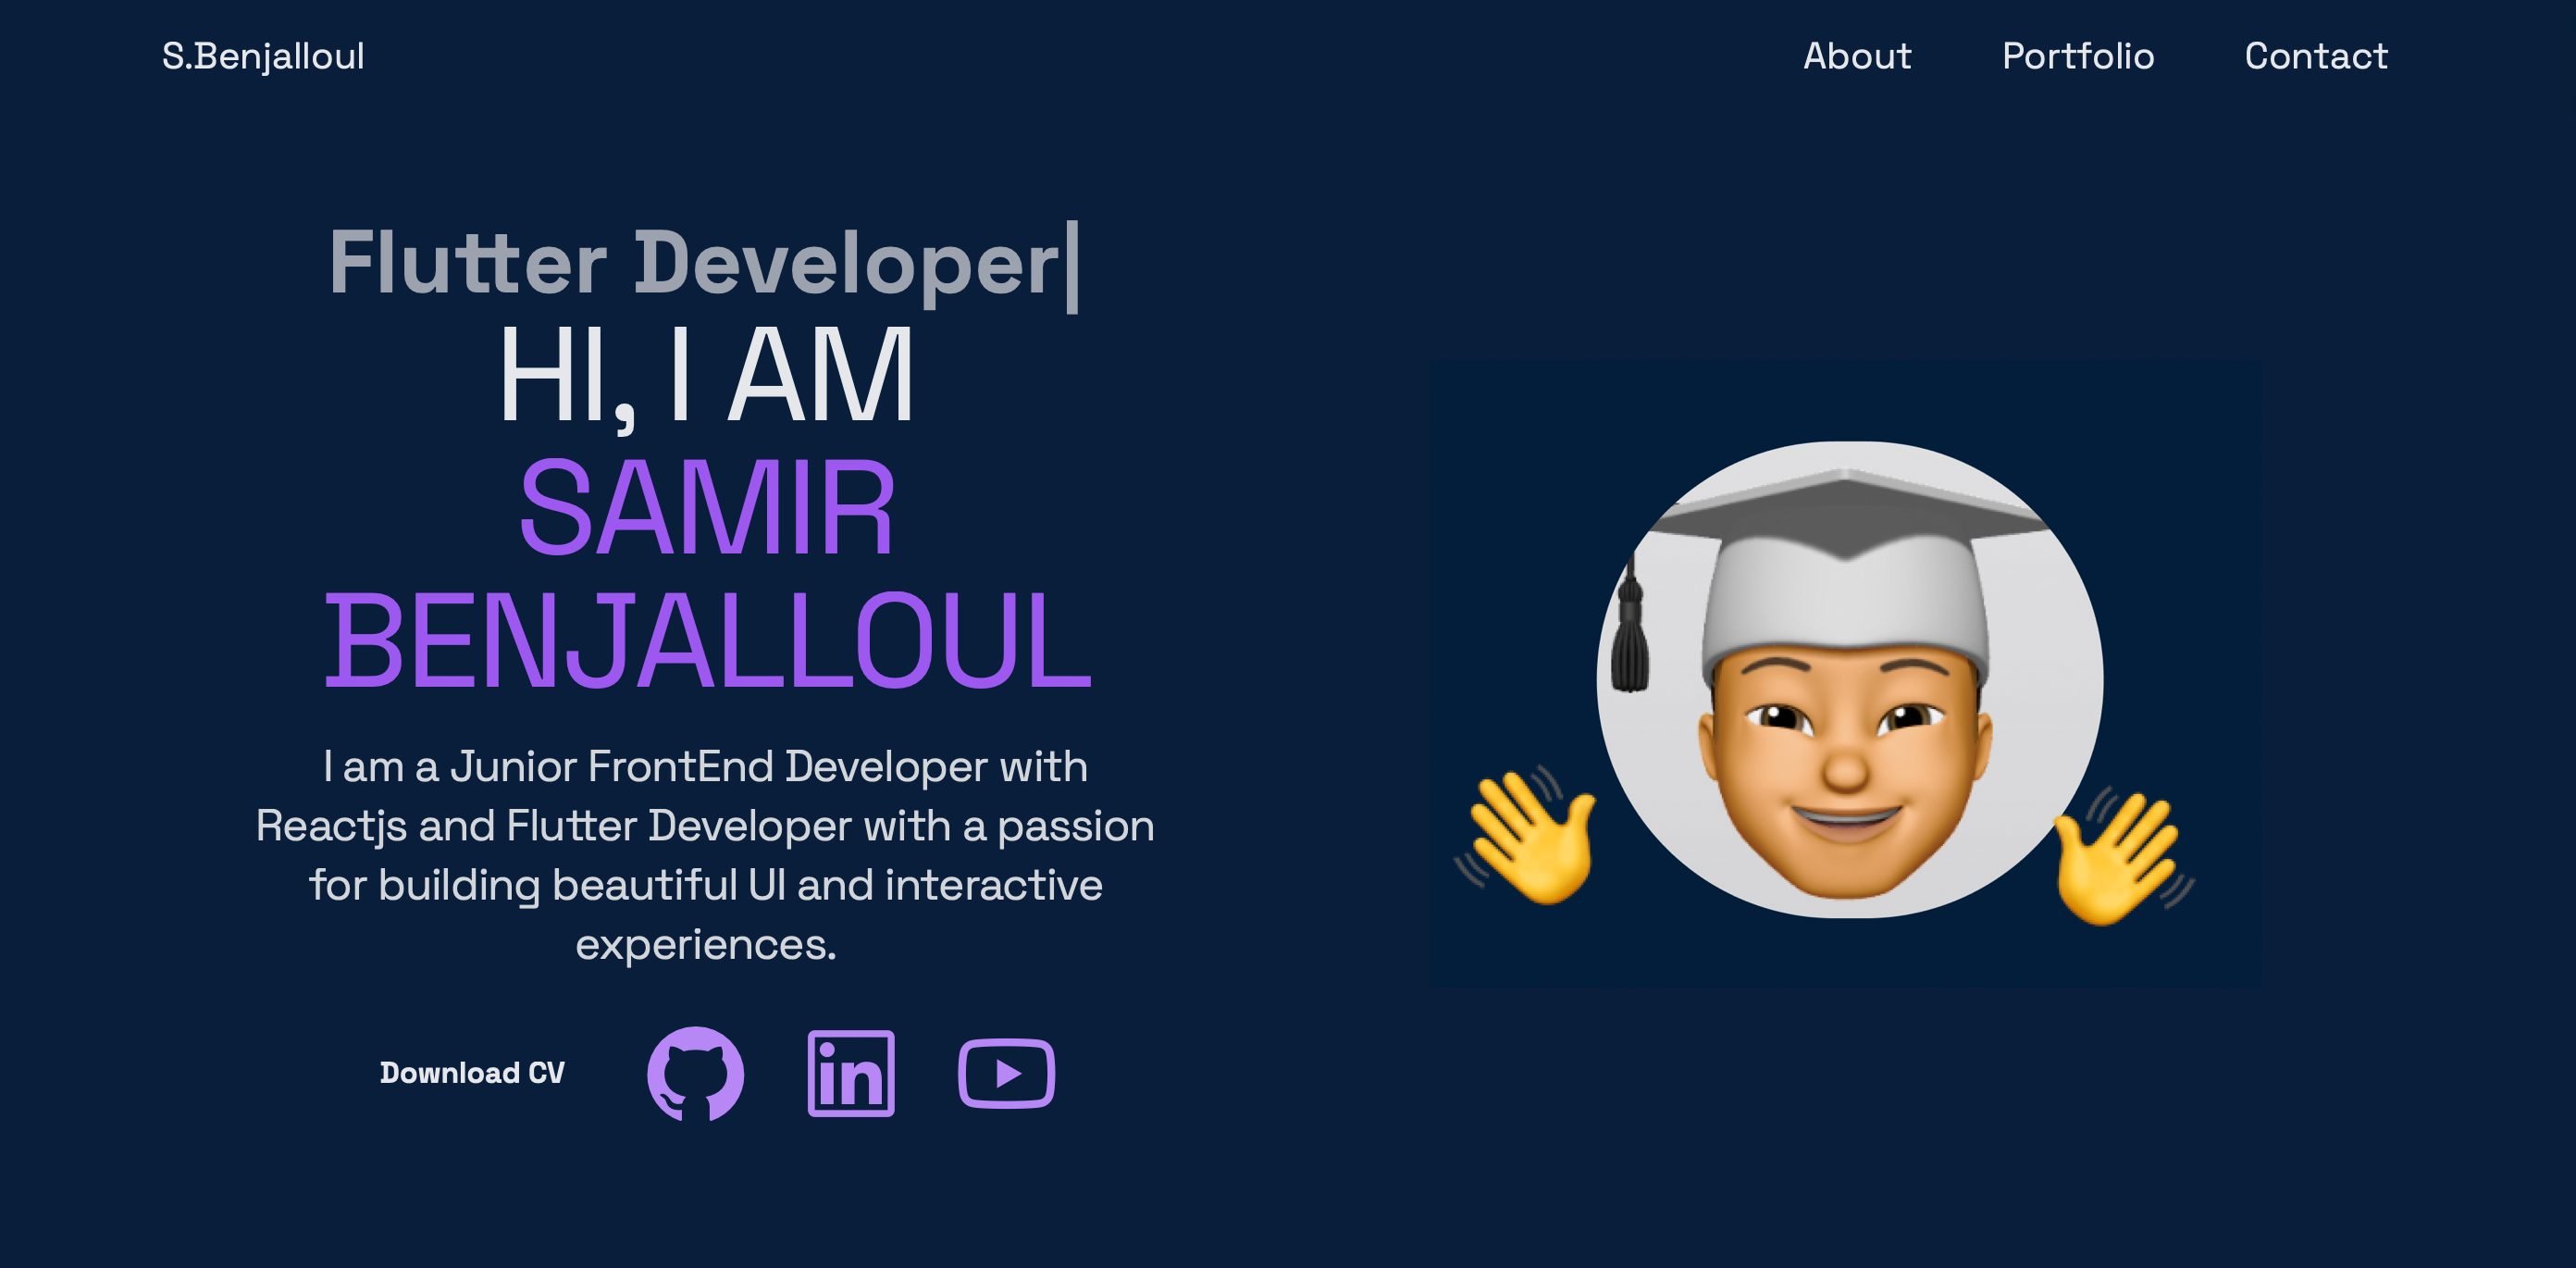 S.Benjalloul
About
Portfolio
Contact
Flutter Developer|
HI, I AM
SAMIR
BENJALLOUL
I am a Junior FrontEnd Developer with
Reactjs and Flutter Developer with a passion
for building beautiful UI and interactive
experiences.
Download CV
in